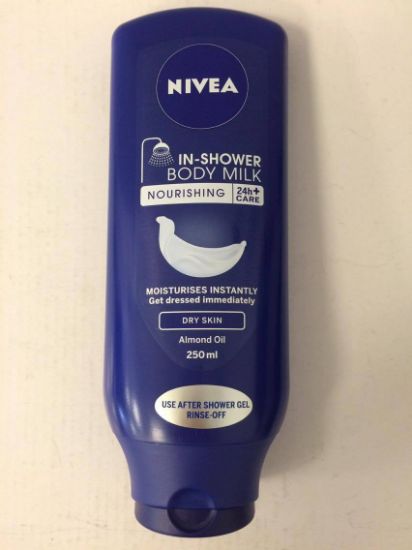 NIVEA
IN-SHOWER
BODY MILK
NOURISHING
24h+
CARE
MOISTURISES INSTANTLY
Get dressed immediately
DRY SKIN
Almond Oil
250 ml
USE AFTER SHOWER GEL
RINSE-OFF